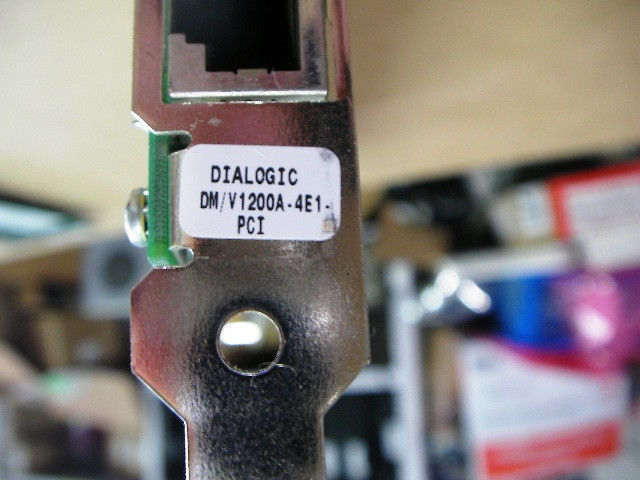 DIALOGIC
DM/V1200A-4E1-
PCI